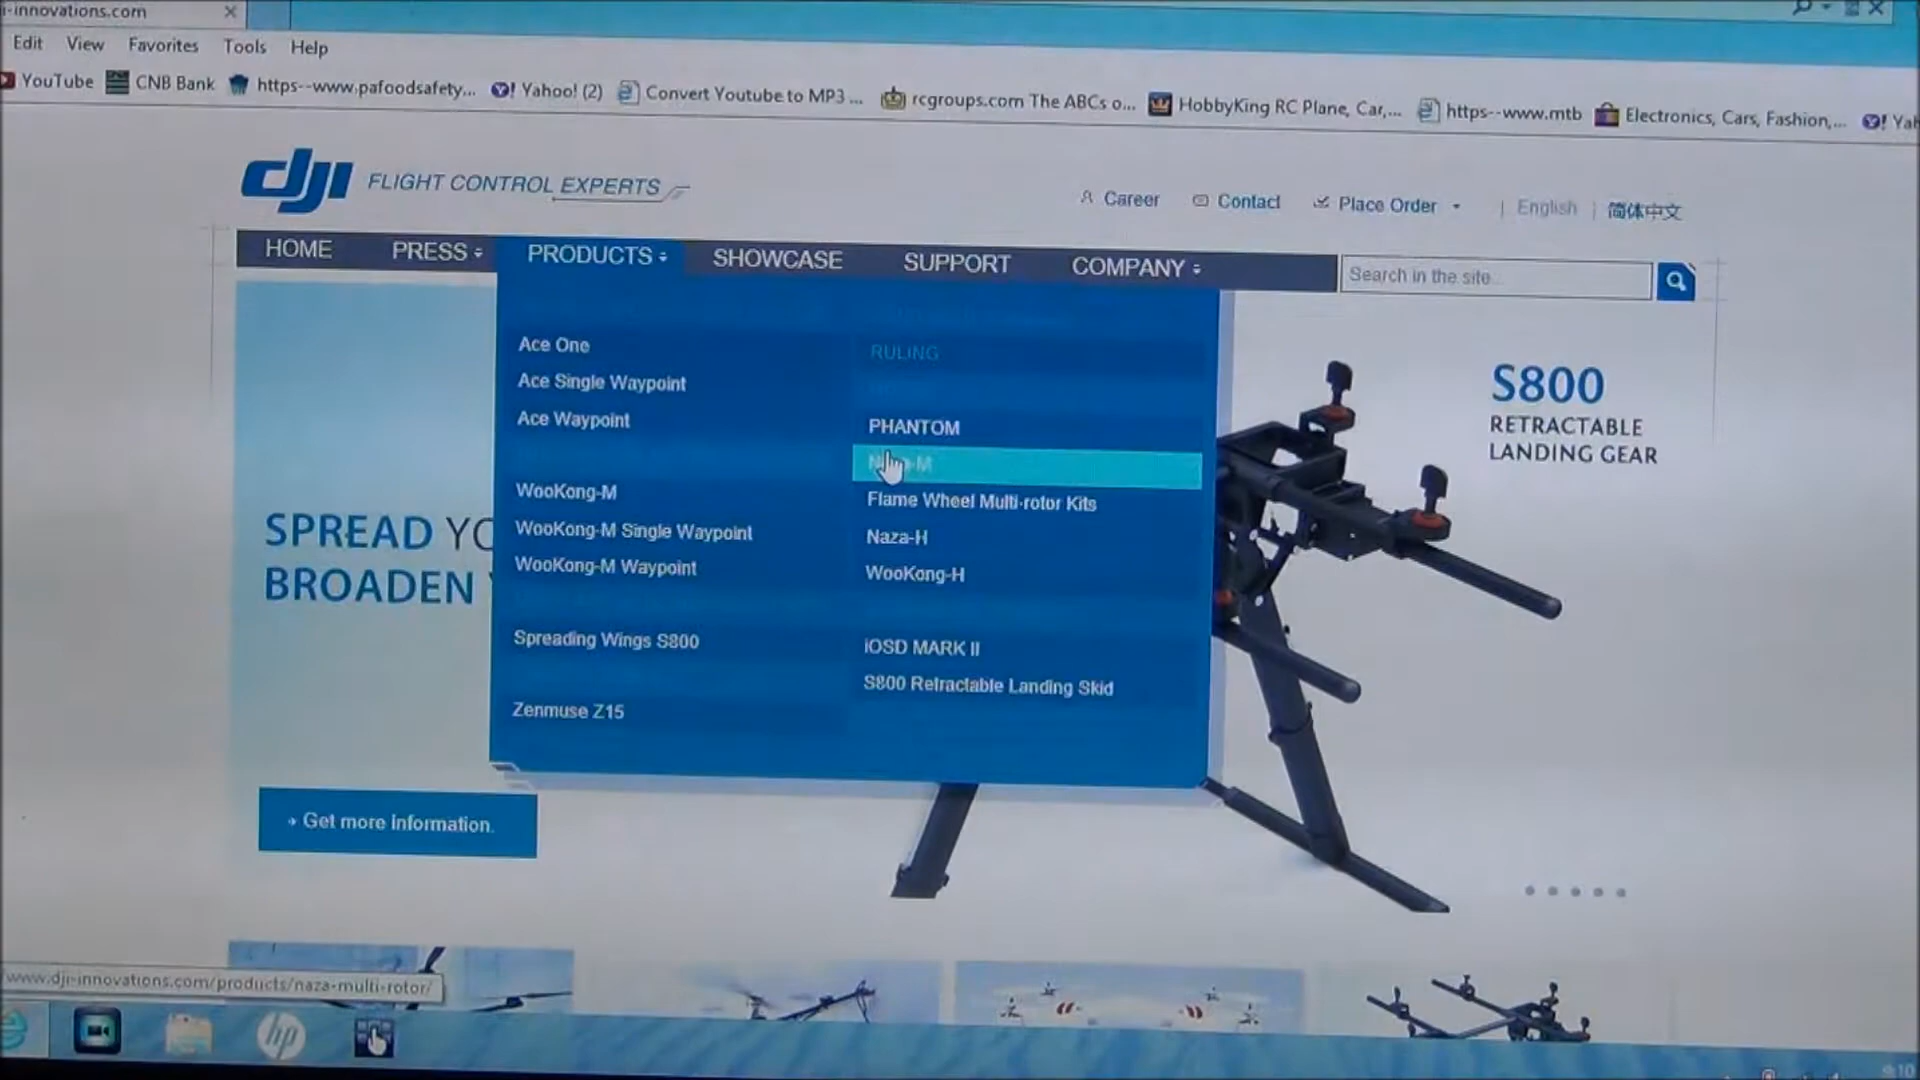 i-innovations.com
Edit View Favorites Tools Help
YouTube CNB Bank https--www.pafoodsafety... Yahoo! (2) Convert Youtube to MP3 ... rcgroups.com The ABCs o... HobbyKing RC Plane, Car,... https--www.mtb Electronics, Cars, Fashion,... Yah
dji FLIGHT CONTROL EXPERTS
Career Contact Place Order | English | 简体中文
HOME PRESS PRODUCTS SHOWCASE SUPPORT COMPANY
Search in the site...
Ace One
Ace Single Waypoint
Ace Waypoint
WooKong-M
WooKong-M Single Waypoint
WooKong-M Waypoint
Spreading Wings S800
Zenmuse Z15
RULING
PHANTOM
Flame Wheel Multi-rotor Kits
Naza-H
WooKong-H
iOSD MARK II
S800 Retractable Landing Skid
SPREAD YO
BROADEN
Get more information.
S800
RETRACTABLE
LANDING GEAR
www.dji-innovations.com/products/naza-multi-rotor/
hp